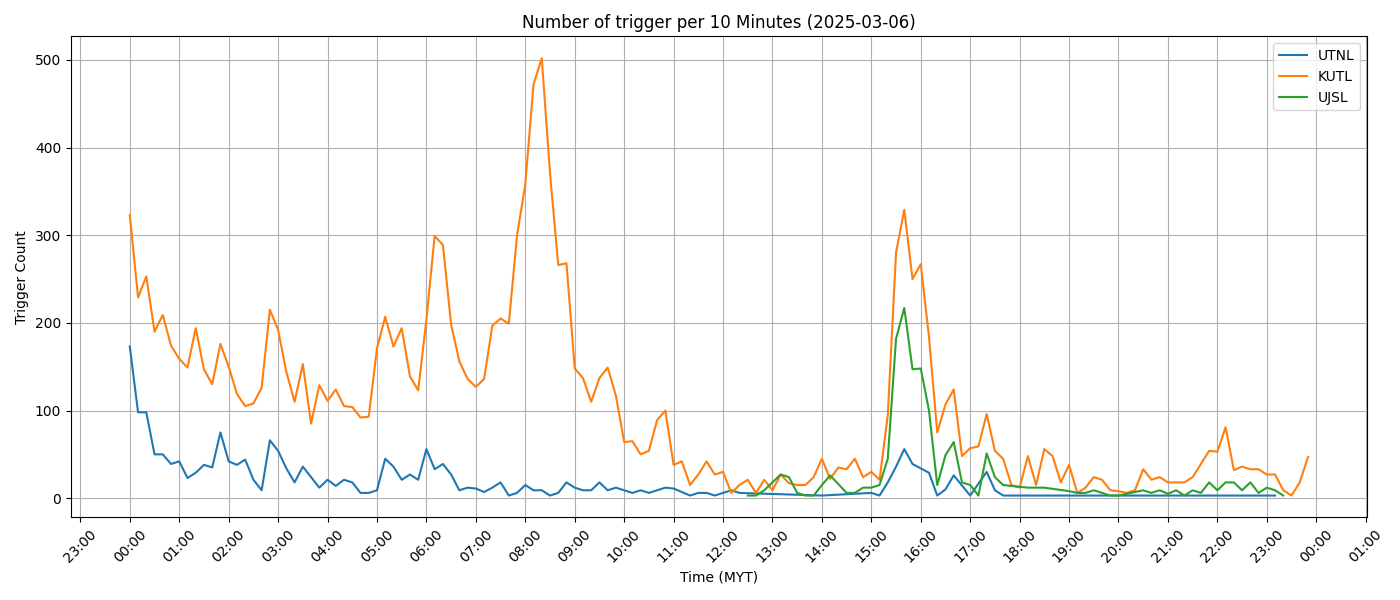 Number of trigger per 10 Minutes (2025-03-06)
UTNL
KUTL
UJSL
Trigger Count
500
400
300
200
100
0
23:00 00:00 01:00 02:00 03:00 04:00 05:00 06:00 07:00 08:00 09:00 10:00 11:00 12:00 13:00 14:00 15:00 16:00 17:00 18:00 19:00 20:00 21:00 22:00 23:00 00:00 01:00
Time (MYT)